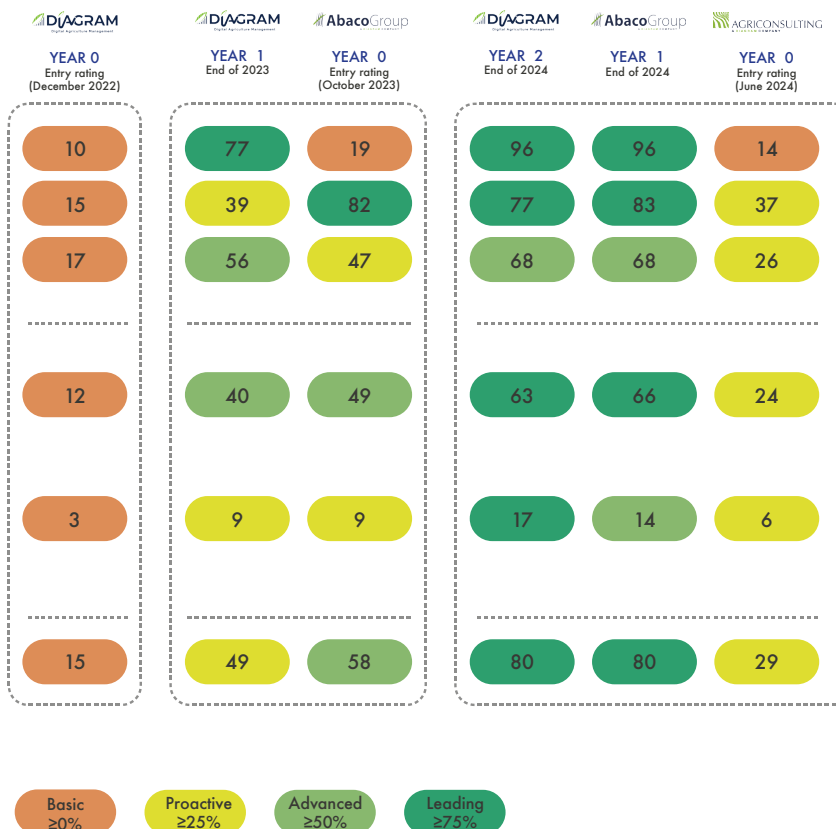 DIAGRAM DIAGRAM AbacoGroup DIAGRAM AbacoGroup AGRICONSULTING
Digital Agriculture Management Digital Agriculture Management Digital Agriculture Management
YEAR 0 YEAR 1 YEAR 0 YEAR 2 YEAR 1 YEAR 0
Entry rating End of 2023 Entry rating End of 2024 End of 2024 Entry rating
(December 2022) (October 2023) (June 2024)
10 77 19 96 96 14
15 39 82 77 83 37
17 56 47 68 68 26
12 40 49 63 66 24
3 9 9 17 14 6
15 49 58 80 80 29
Basic Proactive Advanced Leading
≥0% ≥25% ≥50% ≥75%